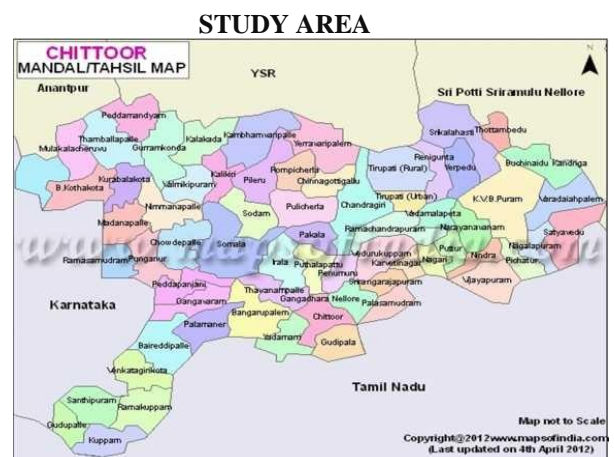 STUDY AREA
CHITTOOR
MANDAL/TAHSIL MAP
N
YSR
Anantpur
Sri Potti Sriramulu Nellore
Peddamandyam
Thamballapalle
Mulakalacheruvu
Gurramkonda
Kalakada
Kambhamvaripalle
Yerravaripalem
Srikalahasti
Thottambedu
Renigunta
Yerpedu
Buchinaidu Kandriga
B.Kothakota
Kurabalakota
Valmikipuram
Kalikiri
Pileru
Rompicherla
Chinnagottigallu
Tirupati (Rural)
Tirupati (Urban)
K.V.B.Puram
Varadaiahpalem
Nimmanapalle
Sodam
Pulicherla
Chandragiri
Vadamalapeta
Narayanavanam
Satyavedu
Madanapalle
Chowdepalle
Somala
Pakala
Ramachandrapuram
Puttur
Nagalapuram
www.mapsofindia.com
Ramasamudram
Punganur
Irala
Puthalapattu
Vedurukuppam
Karvetinagar
Nagari
Nindra
Pichatur
Penumuru
Peddapanjani
Thavanampalle
Srirangarajapuram
Vijayapuram
Karnataka
Gangavaram
Gangadhara Nellore
Palasamudram
Palamaner
Bangarupalem
Chittoor
Baireddipalle
Yadamari
Gudipala
Venkatagirikota
Tamil Nadu
Santhipuram
Ramakuppam
Gudupalle
Kuppam
Map not to Scale
Copyright@2012www.mapsofindia.com
(Last updated on 4th April 2012)